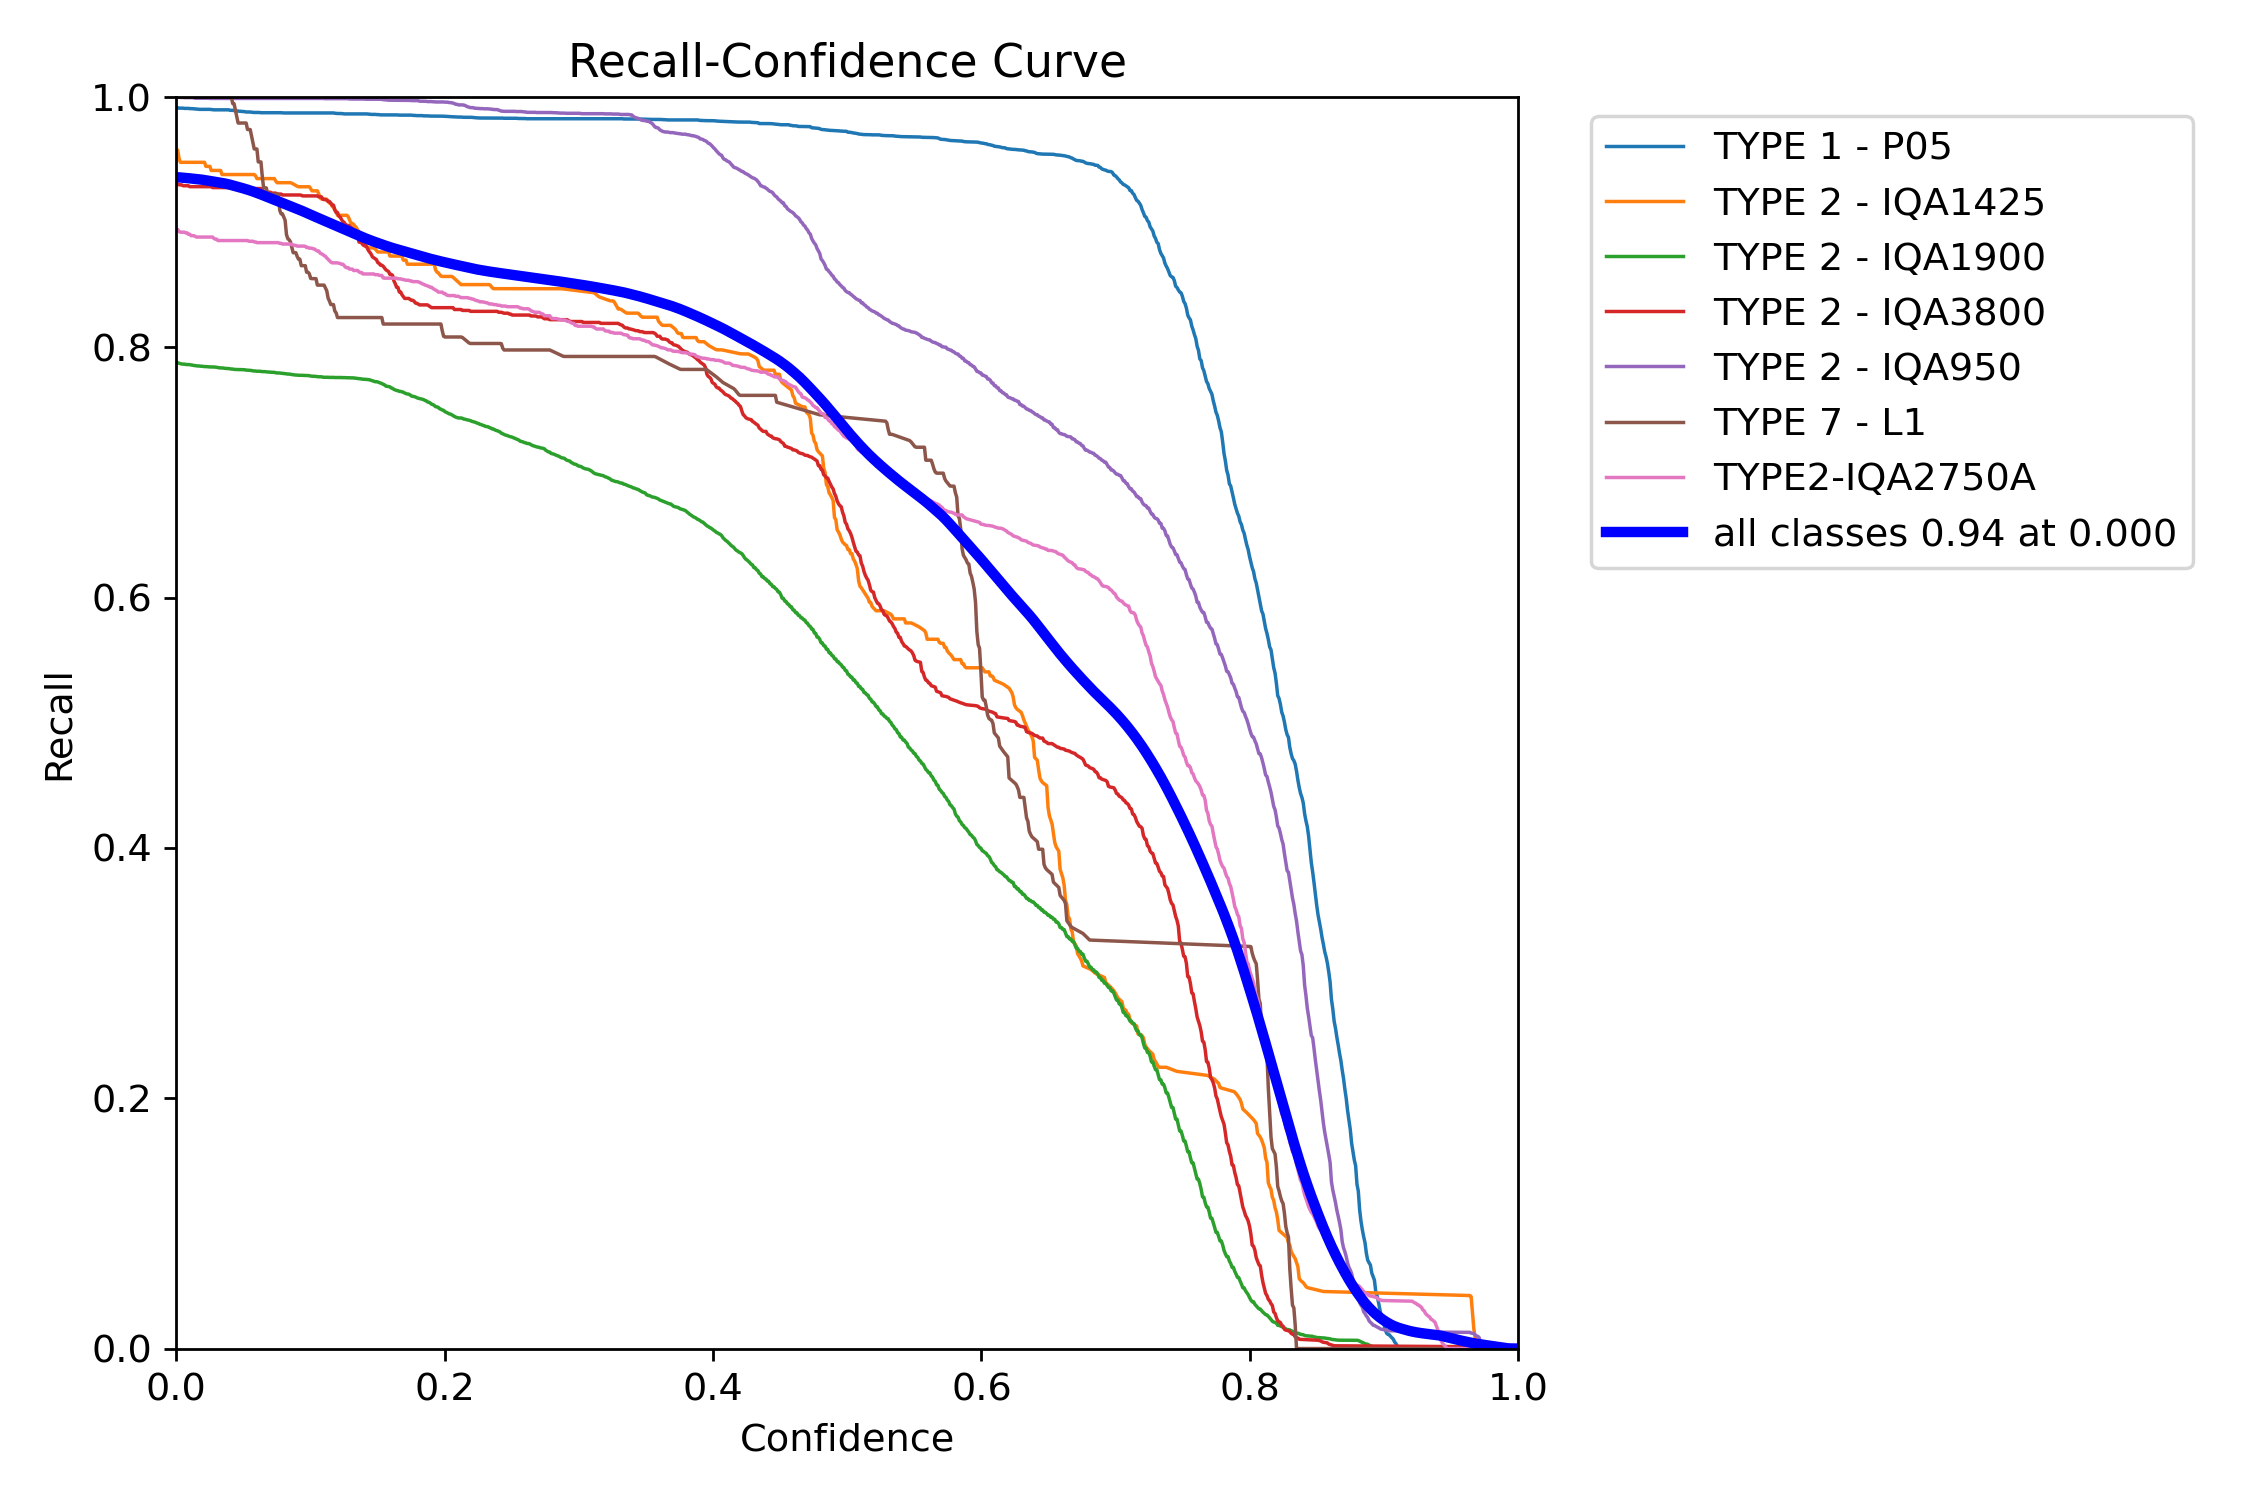 Recall-Confidence Curve
1.0
0.8
0.6
0.4
0.2
0.0
Recall
0.0 0.2 0.4 0.6 0.8 1.0
Confidence
TYPE 1 - P05
TYPE 2 - IQA1425
TYPE 2 - IQA1900
TYPE 2 - IQA3800
TYPE 2 - IQA950
TYPE 7 - L1
TYPE2-IQA2750A
all classes 0.94 at 0.000